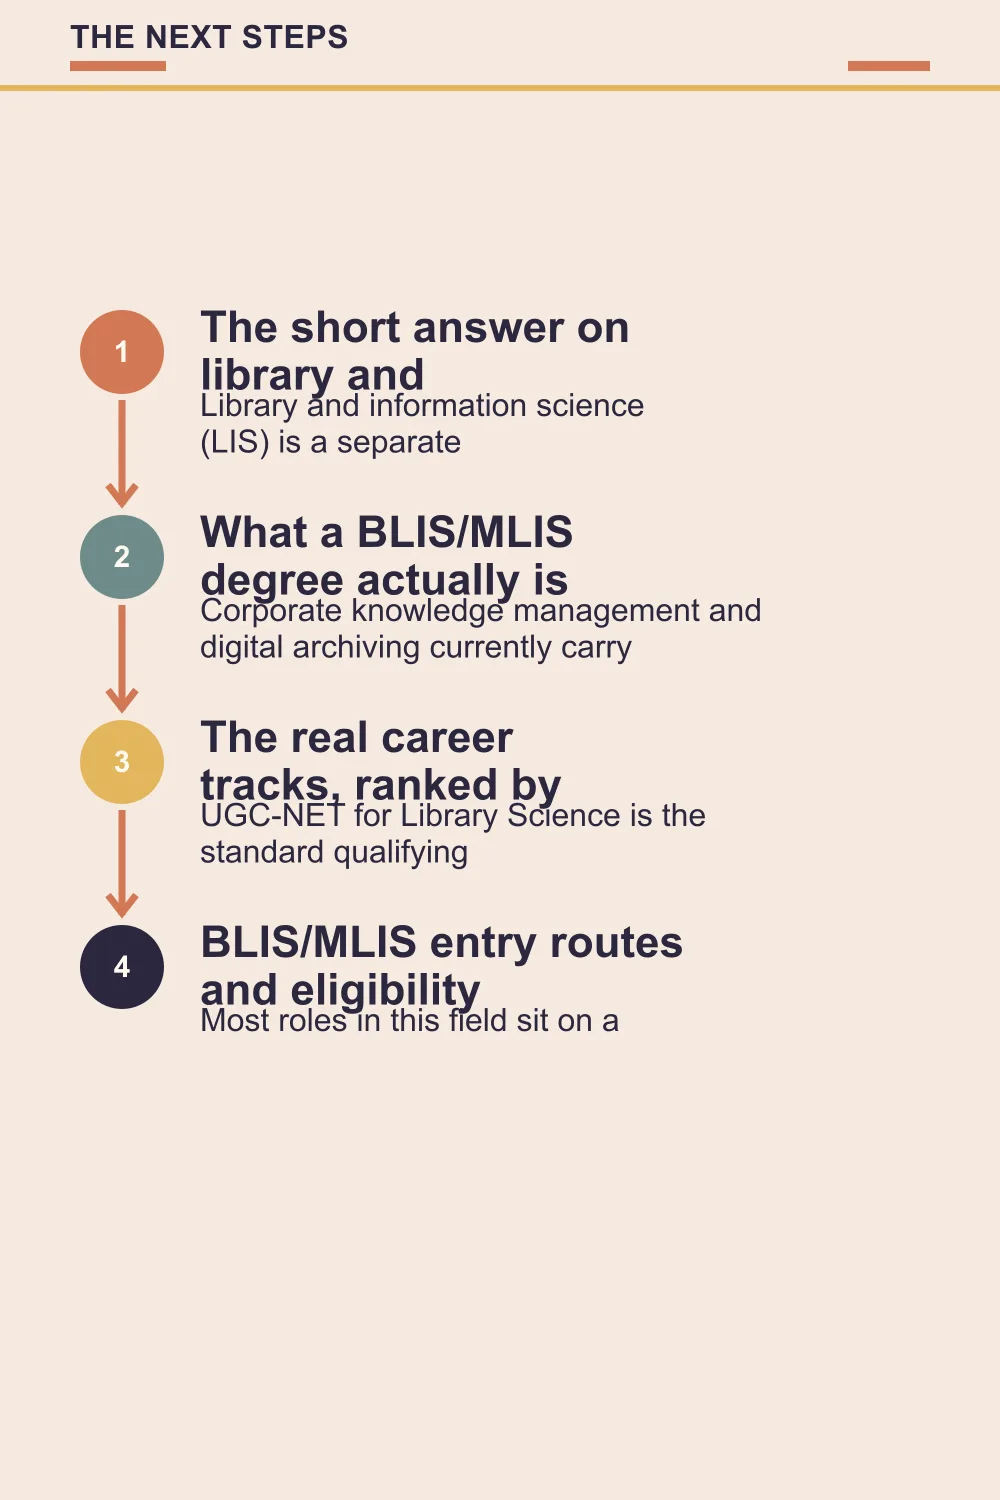 THE NEXT STEPS
1
The short answer on
library and
Library and information science
(LIS) is a separate
2
What a BLIS/MLIS
degree actually is
Corporate knowledge management and
digital archiving currently carry
3
The real career
tracks, ranked by
UGC-NET for Library Science is the
standard qualifying
4
BLIS/MLIS entry routes
and eligibility
Most roles in this field sit on a